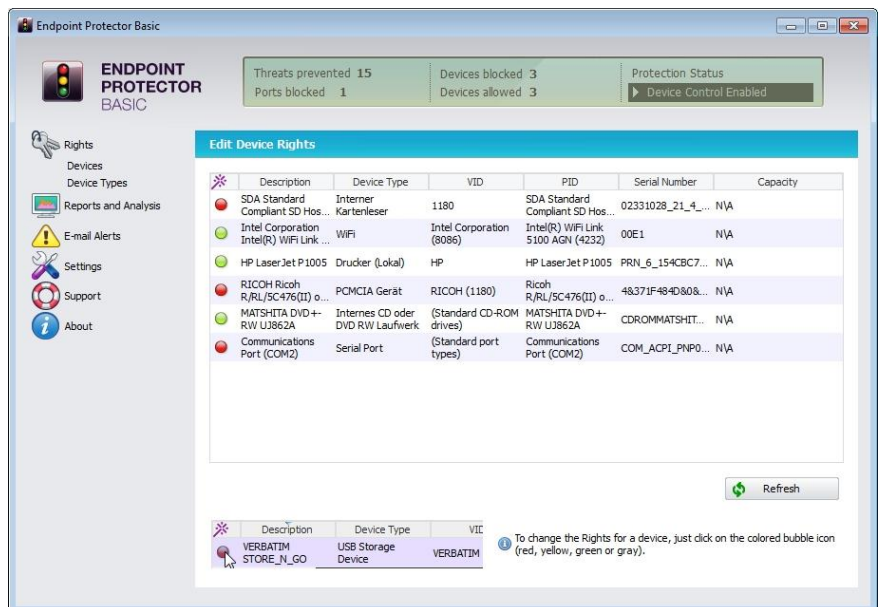 Endpoint Protector Basic
ENDPOINT
PROTECTOR
BASIC
Threats prevented 15
Ports blocked 1
Devices blocked 3
Devices allowed 3
Protection Status
Device Control Enabled
Rights
Devices
Device Types
Reports and Analysis
E-mail Alerts
Settings
Support
About
Edit Device Rights
Description Device Type VID PID Serial Number Capacity
SDA Standard Compliant SD Hos... Interner Kartenleser 1180 SDA Standard Compliant SD Hos... 02331028_21_4_... N\A
Intel Corporation Intel(R) WiFi Link ... WiFi Intel Corporation (8086) Intel(R) WiFi Link 5100 AGN (4232) 00E1 N\A
HP LaserJet P1005 Drucker (Lokal) HP HP LaserJet P1005 PRN_6_154CBC7... N\A
RICOH Ricoh R/RL/5C476(II) o... PCMCIA Gerät RICOH (1180) Ricoh R/RL/5C476(II) o... 4&371F484D&0&... N\A
MATSHITA DVD+-RW UJ862A Internes CD oder DVD RW Laufwerk (Standard CD-ROM drives) MATSHITA DVD+-RW UJ862A CDROMMATSHIT... N\A
Communications Port (COM2) Serial Port (Standard port types) Communications Port (COM2) COM_ACPI_PNP0... N\A
Refresh
Description Device Type VID
VERBATIM STORE_N_GO USB Storage Device VERBATIM
To change the Rights for a device, just click on the colored bubble icon
(red, yellow, green or gray).